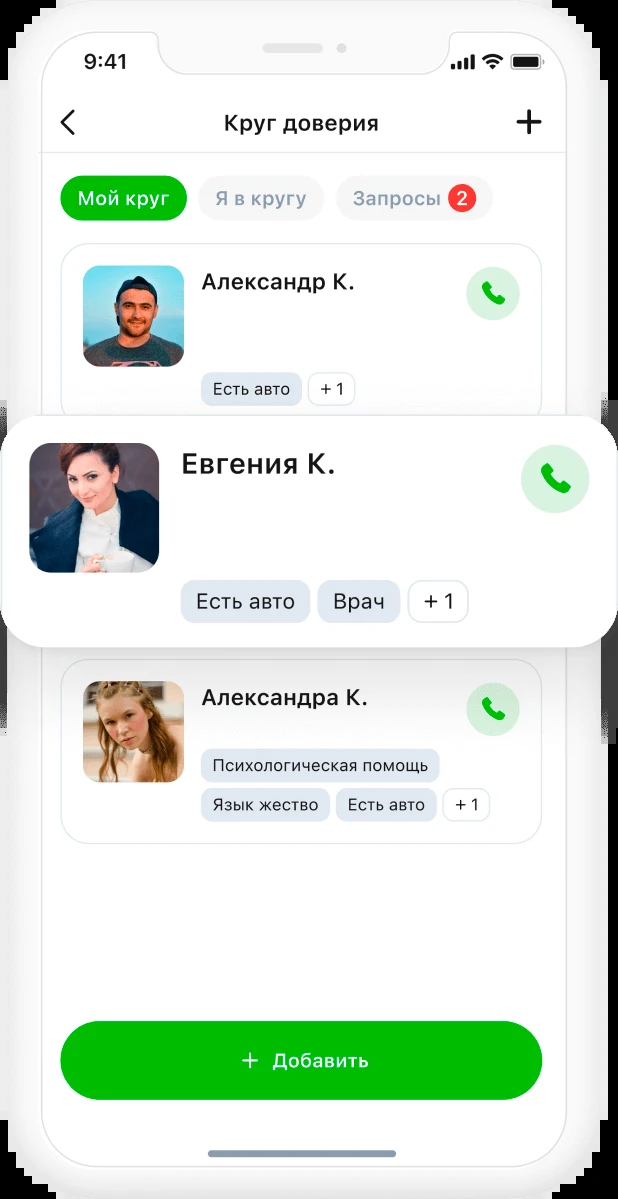 9:41
Круг доверия
Мой круг Я в кругу Запросы 2
Александр К.
Есть авто + 1
Евгения К.
Есть авто Врач + 1
Александра К.
Психологическая помощь
Язык жество Есть авто + 1
+ Добавить